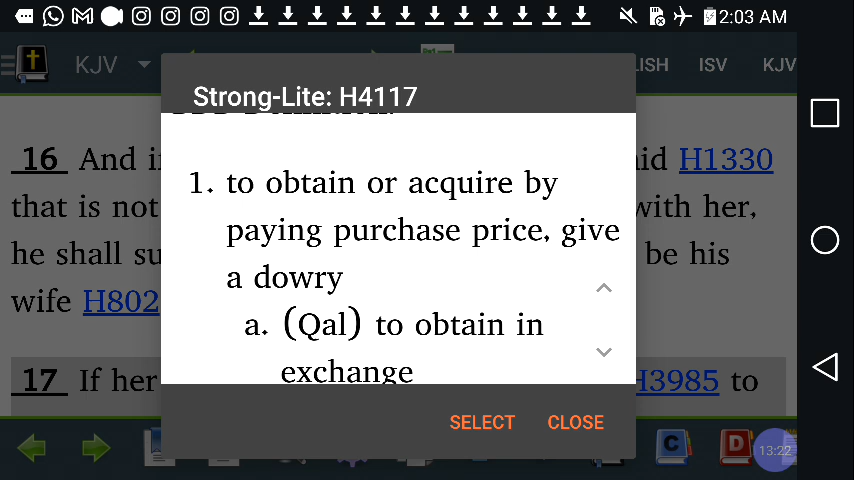 2:03 AM
KJV
LISH ISV KJV
Strong-Lite: H4117
16 And i
aid H1330
1. to obtain or acquire by
that is not
with her,
paying purchase price, give
he shall su
be his
a dowry
wife H802
a. (Qal) to obtain in
exchange
17 If her
H3985 to
SELECT CLOSE
C D 13:22